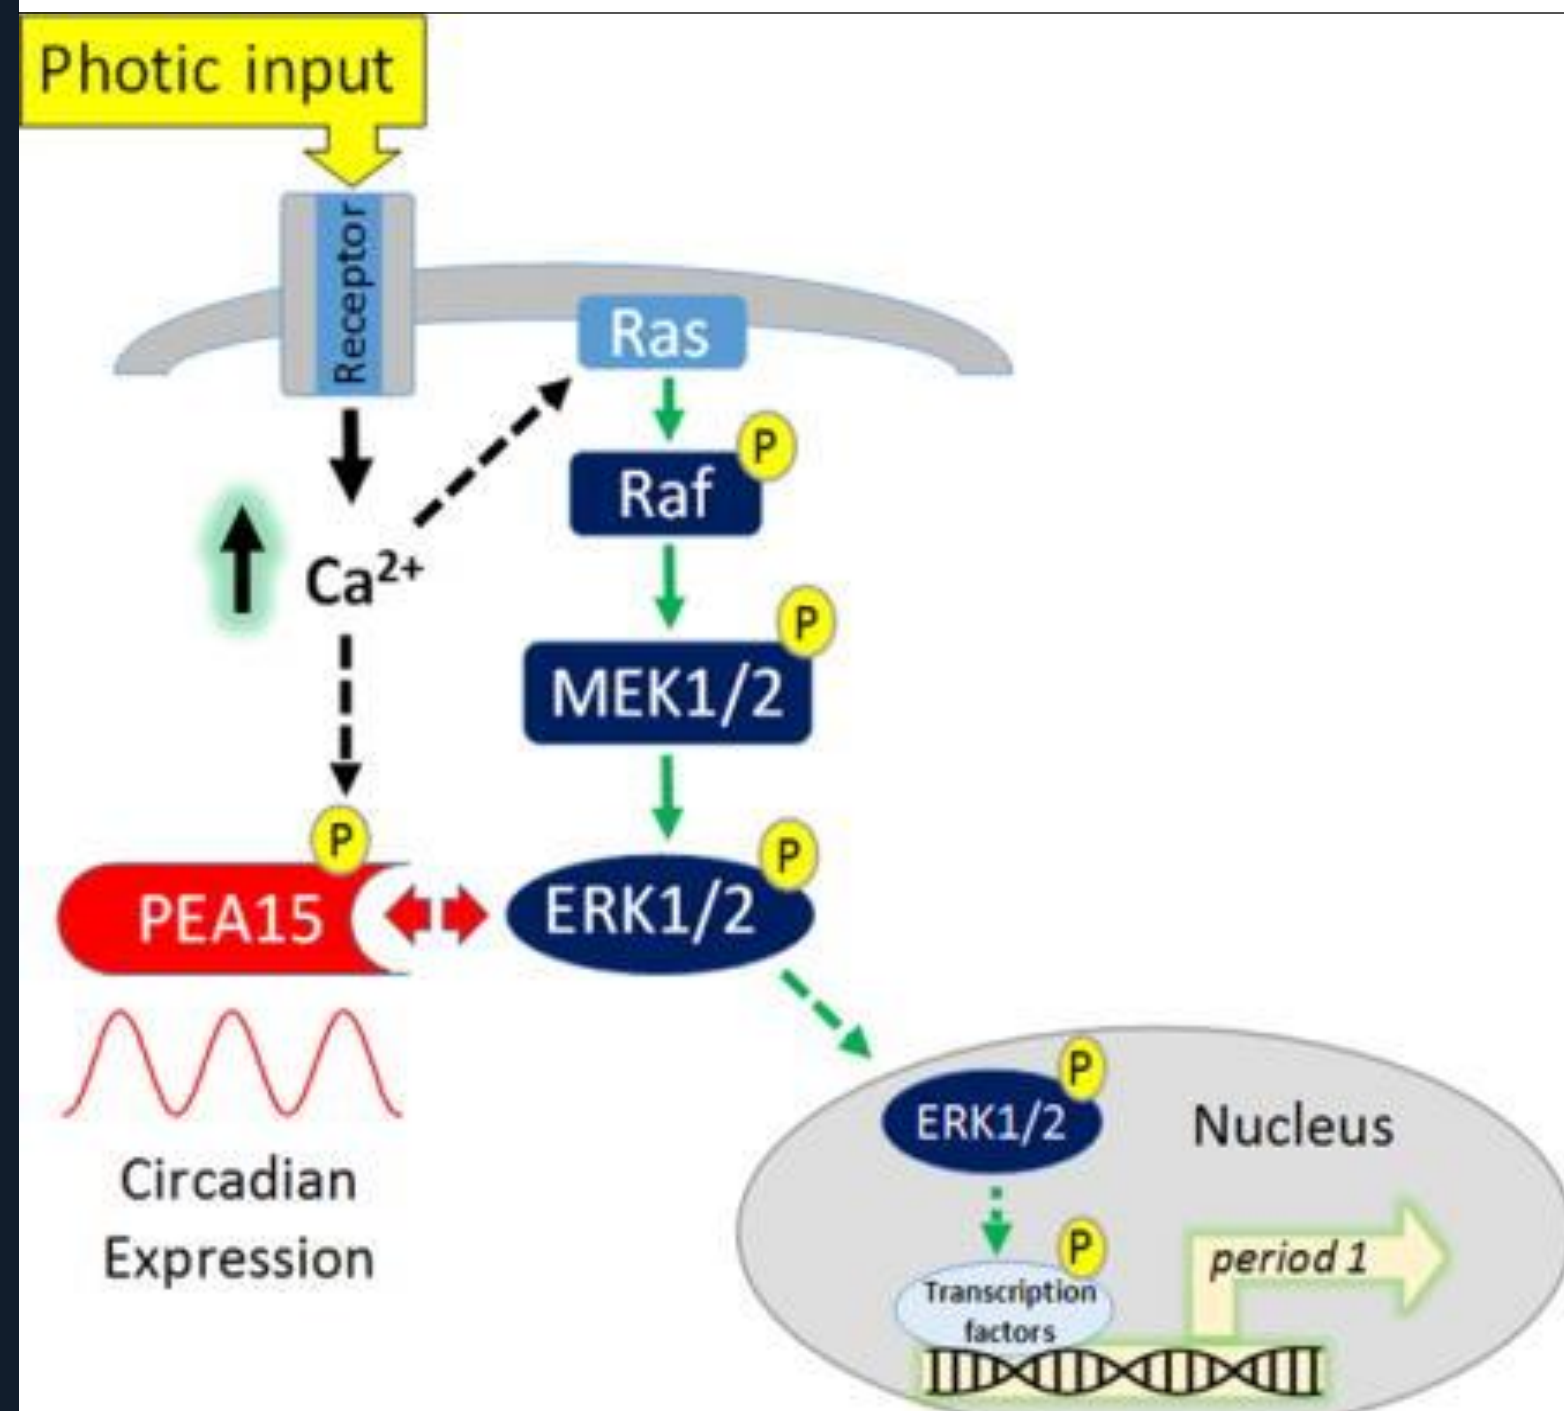 Photic input
Receptor
Ras
P
Raf
Ca²⁺
P
MEK1/2
P
P
PEA15
ERK1/2
Circadian
Expression
P
ERK1/2
Nucleus
P
period 1
Transcription
factors